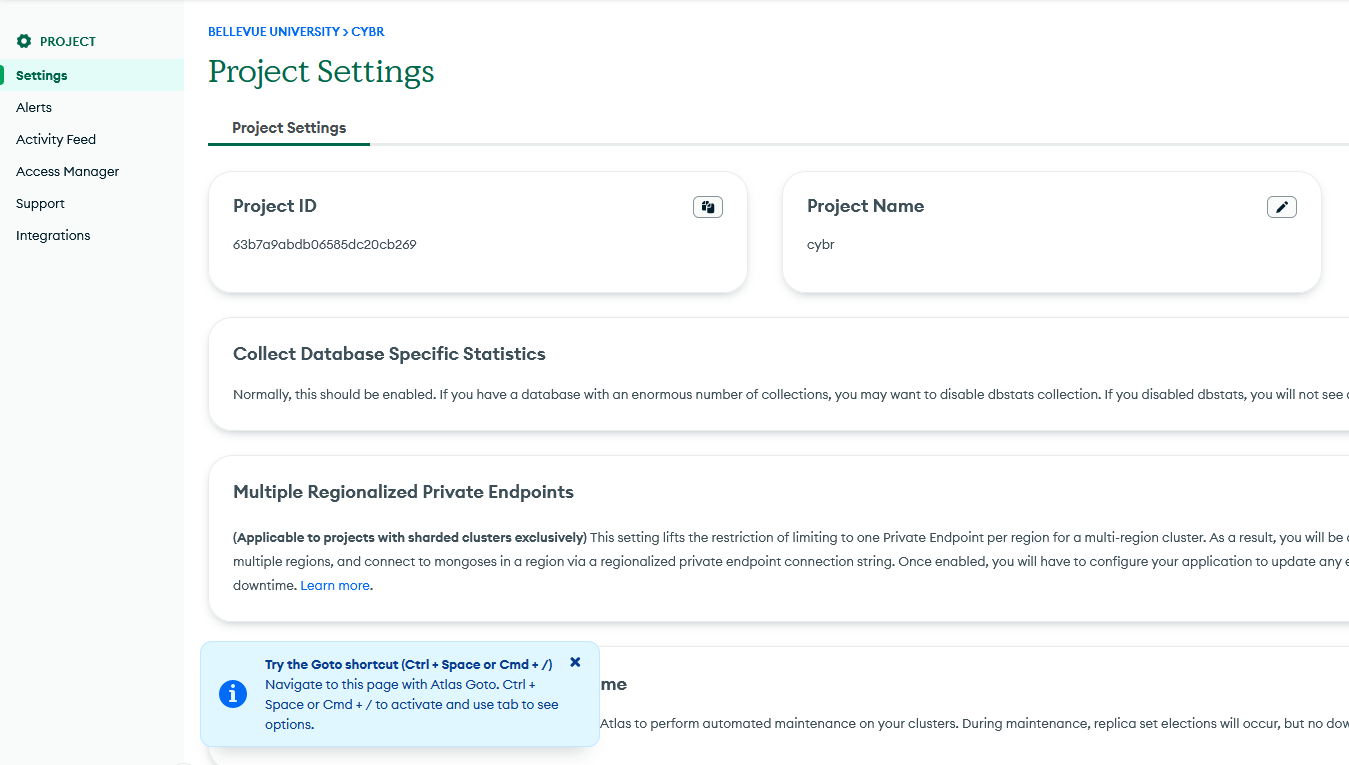 PROJECT
Settings
Alerts
Activity Feed
Access Manager
Support
Integrations
BELLEVUE UNIVERSITY > CYBR
Project Settings
Project Settings
Project ID
63b7a9abdb06585dc20cb269
Project Name
cybr
Collect Database Specific Statistics
Normally, this should be enabled. If you have a database with an enormous number of collections, you may want to disable dbstats collection. If you disabled dbstats, you will not see
Multiple Regionalized Private Endpoints
(Applicable to projects with sharded clusters exclusively) This setting lifts the restriction of limiting to one Private Endpoint per region for a multi-region cluster. As a result, you will be
multiple regions, and connect to mongoses in a region via a regionalized private endpoint connection string. Once enabled, you will have to configure your application to update any
downtime. Learn more.
Try the Goto shortcut (Ctrl + Space or Cmd + /)
Navigate to this page with Atlas Goto. Ctrl +
Space or Cmd + / to activate and use tab to see
options.
me
Atlas to perform automated maintenance on your clusters. During maintenance, replica set elections will occur, but no dow